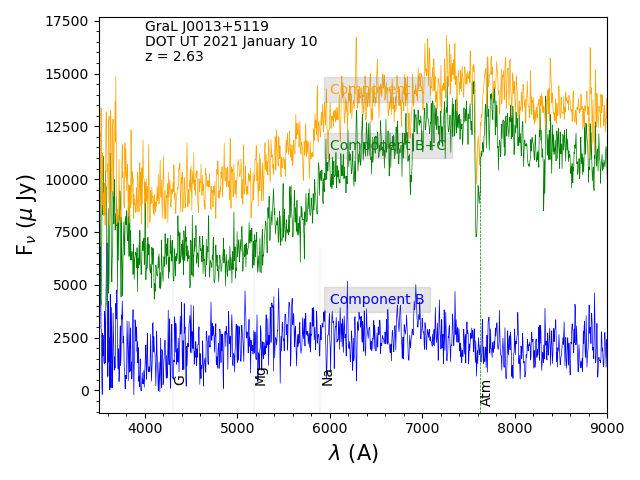 GraL J0013+5119
DOT UT 2021 January 10
z = 2.63
Component A
Component B+C
Component B
G
Mg
Na
Atm
17500
15000
12500
10000
7500
5000
2500
0
4000 5000 6000 7000 8000 9000
Fν (μ Jy)
λ (A)